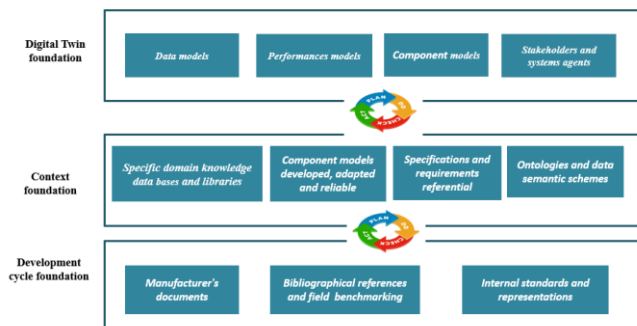 Digital Twin
foundation
Data models
Performances models
Component models
Stakeholders and
systems agents
PLAN
DO
CHECK
ACT
Context
foundation
Specific domain knowledge
data bases and libraries
Component models
developed, adapted
and reliable
Specifications and
requirements
referential
Ontologies and data
semantic schemes
PLAN
DO
CHECK
ACT
Development
cycle foundation
Manufacturer's
documents
Bibliographical references
and field benchmarking
Internal standards and
representations